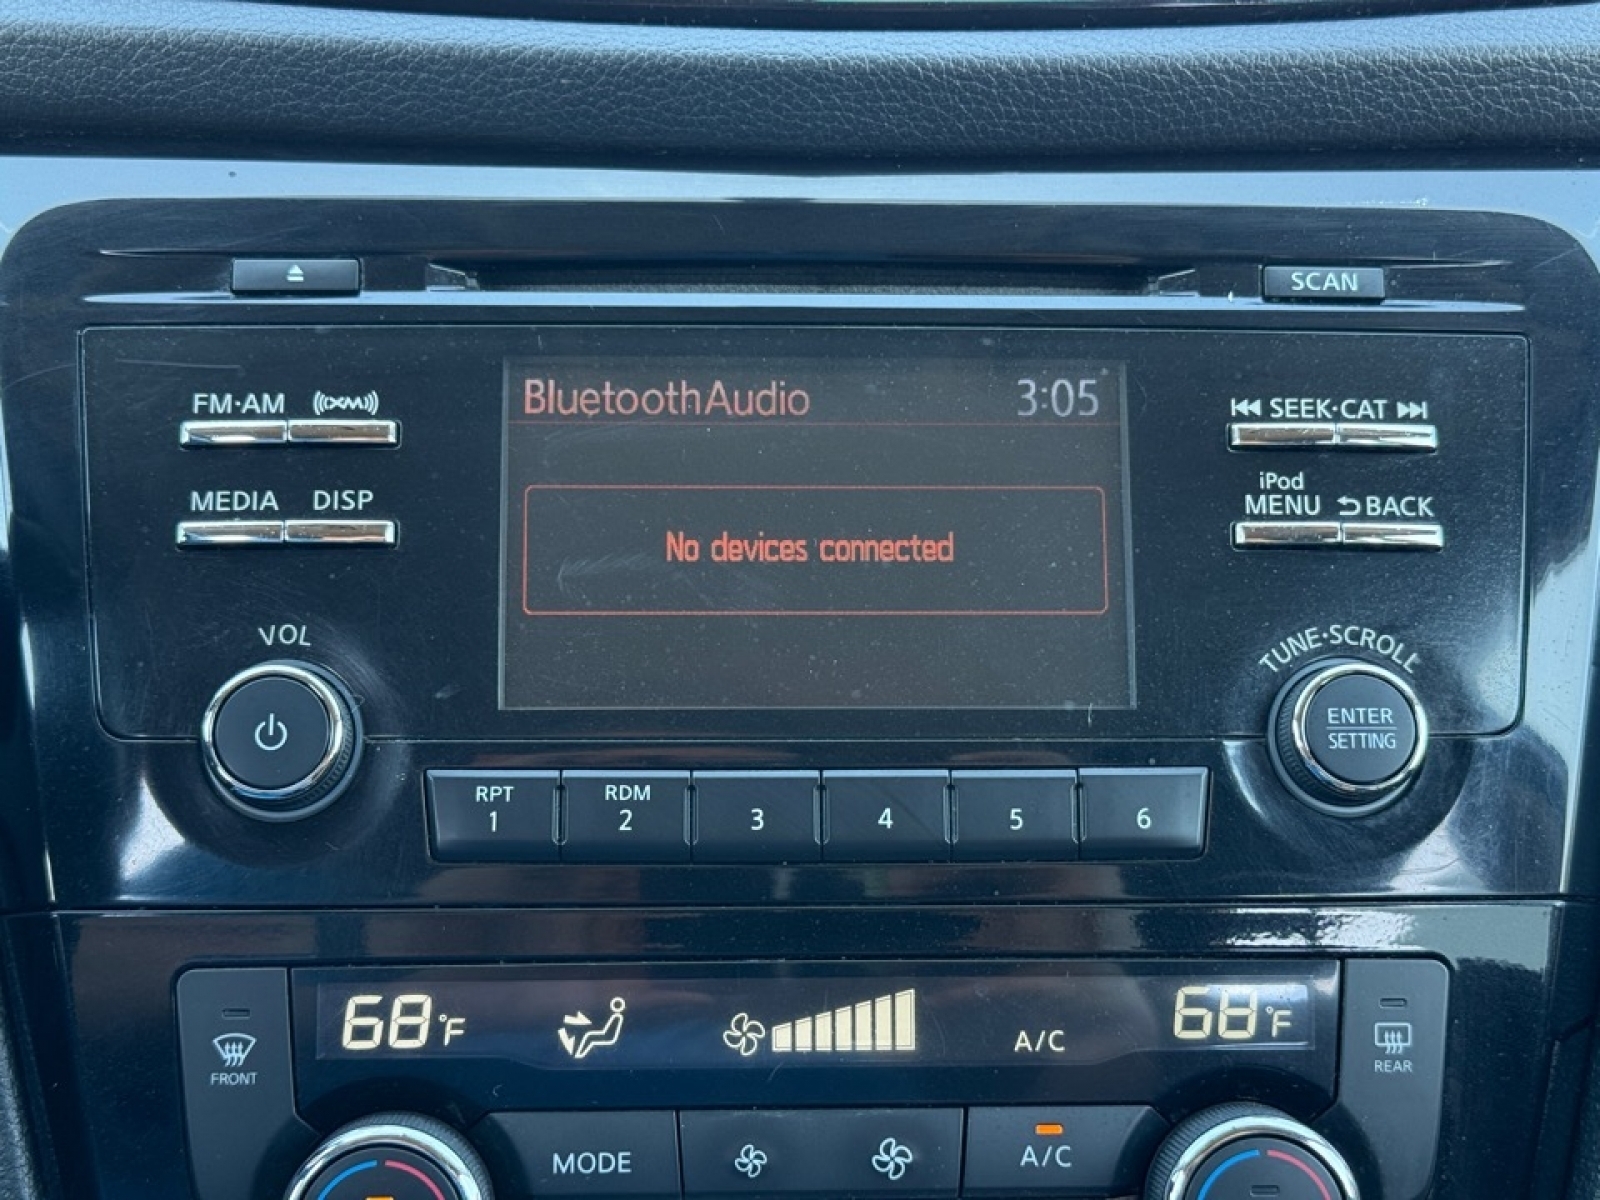 SCAN
FM·AM XM
BluetoothAudio 3:05
SEEK·CAT
MEDIA DISP
iPod
MENU BACK
No devices connected
VOL
TUNE·SCROLL
ENTER
SETTING
RPT RDM
1 2 3 4 5 6
68°F A/C 68°F
FRONT REAR
MODE A/C